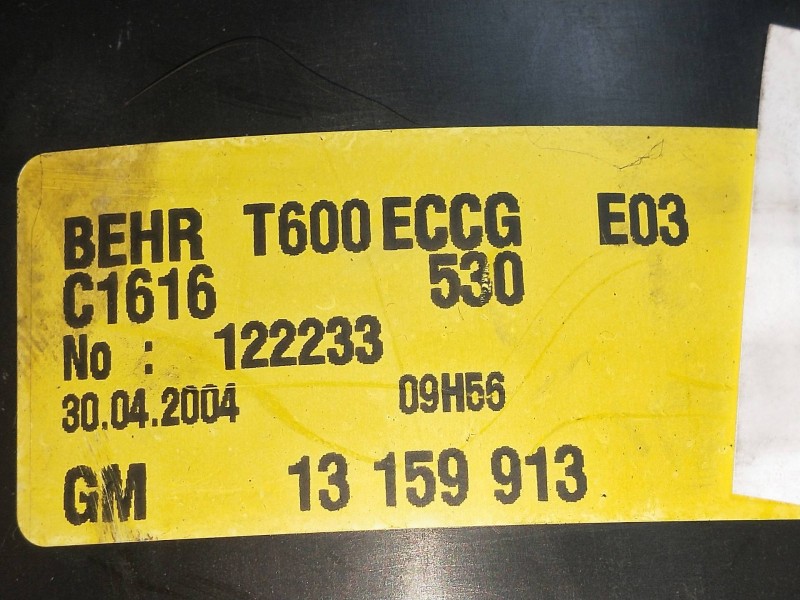 BEHR T600 ECCG E03
C1616 530
No : 122233
30.04.2004 09H56
GM 13 159 913